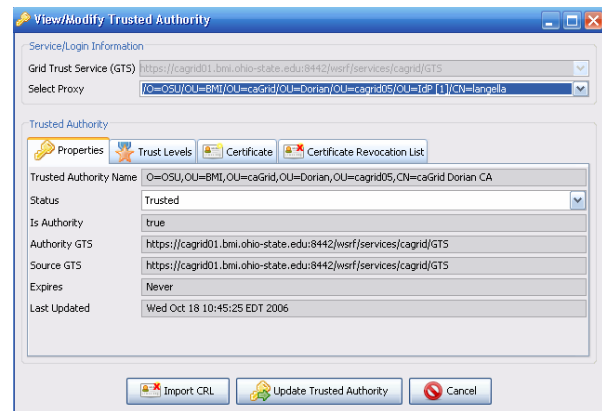 View/Modify Trusted Authority
Service/Login Information
Grid Trust Service (GTS) https://cagrid01.bmi.ohio-state.edu:8442/wsrf/services/cagrid/GTS
Select Proxy /O=OSU/OU=BMI/OU=caGrid/OU=Dorian/OU=cagrid05/OU=IdP [1]/CN=langella
Trusted Authority
Properties Trust Levels Certificate Certificate Revocation List
Trusted Authority Name O=OSU,OU=BMI,OU=caGrid,OU=Dorian,OU=cagrid05,CN=caGrid Dorian CA
Status Trusted
Is Authority true
Authority GTS https://cagrid01.bmi.ohio-state.edu:8442/wsrf/services/cagrid/GTS
Source GTS https://cagrid01.bmi.ohio-state.edu:8442/wsrf/services/cagrid/GTS
Expires Never
Last Updated Wed Oct 18 10:45:25 EDT 2006
Import CRL Update Trusted Authority Cancel